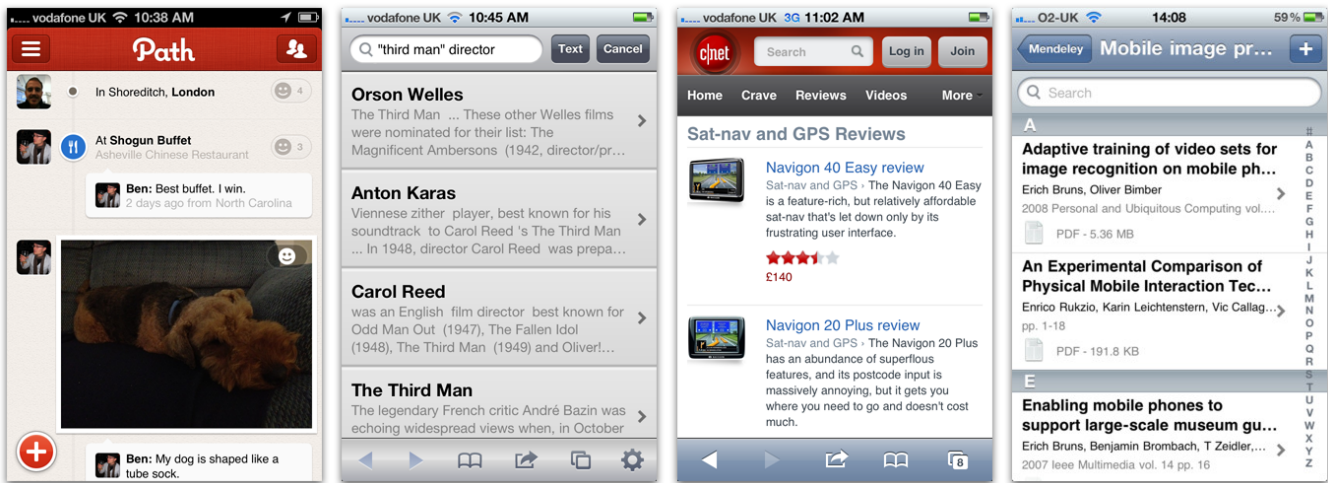 vodafone UK 10:38 AM
Path
In Shoreditch, London
4
At Shogun Buffet
Asheville Chinese Restaurant
3
Ben: Best buffet. I win.
2 days ago from North Carolina
Ben: My dog is shaped like a
tube sock.
vodafone UK 10:45 AM
"third man" director
Text
Cancel
Orson Welles
The Third Man ... These other Welles films
were nominated for their list: The
Magnificent Ambersons (1942, director/pr...
Anton Karas
Viennese zither player, best known for his
soundtrack to Carol Reed 's The Third Man
... In 1948, director Carol Reed was prepa...
Carol Reed
was an English film director best known for
Odd Man Out (1947), The Fallen Idol
(1948), The Third Man (1949) and Oliver!...
The Third Man
The legendary French critic André Bazin was
echoing widespread views when, in October
vodafone UK 3G 11:02 AM
c|net
Search
Log in
Join
Home Crave Reviews Videos More
Sat-nav and GPS Reviews
Navigon 40 Easy review
Sat-nav and GPS › The Navigon 40 Easy
is a feature-rich, but relatively affordable
sat-nav that's let down only by its
frustrating user interface.
£140
Navigon 20 Plus review
Sat-nav and GPS › The Navigon 20 Plus
has an abundance of superflous
features, and its postcode input is
massively annoying, but it gets you
where you need to go and doesn't cost
much.
8
O2-UK 14:08 59%
Mendeley
Mobile image pr...
Search
A
Adaptive training of video sets for
image recognition on mobile ph...
Erich Bruns, Oliver Bimber
2008 Personal and Ubiquitous Computing vol....
PDF - 5.36 MB
An Experimental Comparison of
Physical Mobile Interaction Tec...
Enrico Rukzio, Karin Leichtenstern, Vic Callag...
pp. 1-18
PDF - 191.8 KB
E
Enabling mobile phones to
support large-scale museum gu...
Erich Bruns, Benjamin Brombach, T Zeidler,...
2007 Ieee Multimedia vol. 14 pp. 16
#
A
B
C
D
E
F
G
H
I
J
K
L
M
N
O
P
Q
R
S
T
U
V
W
X
Y
Z